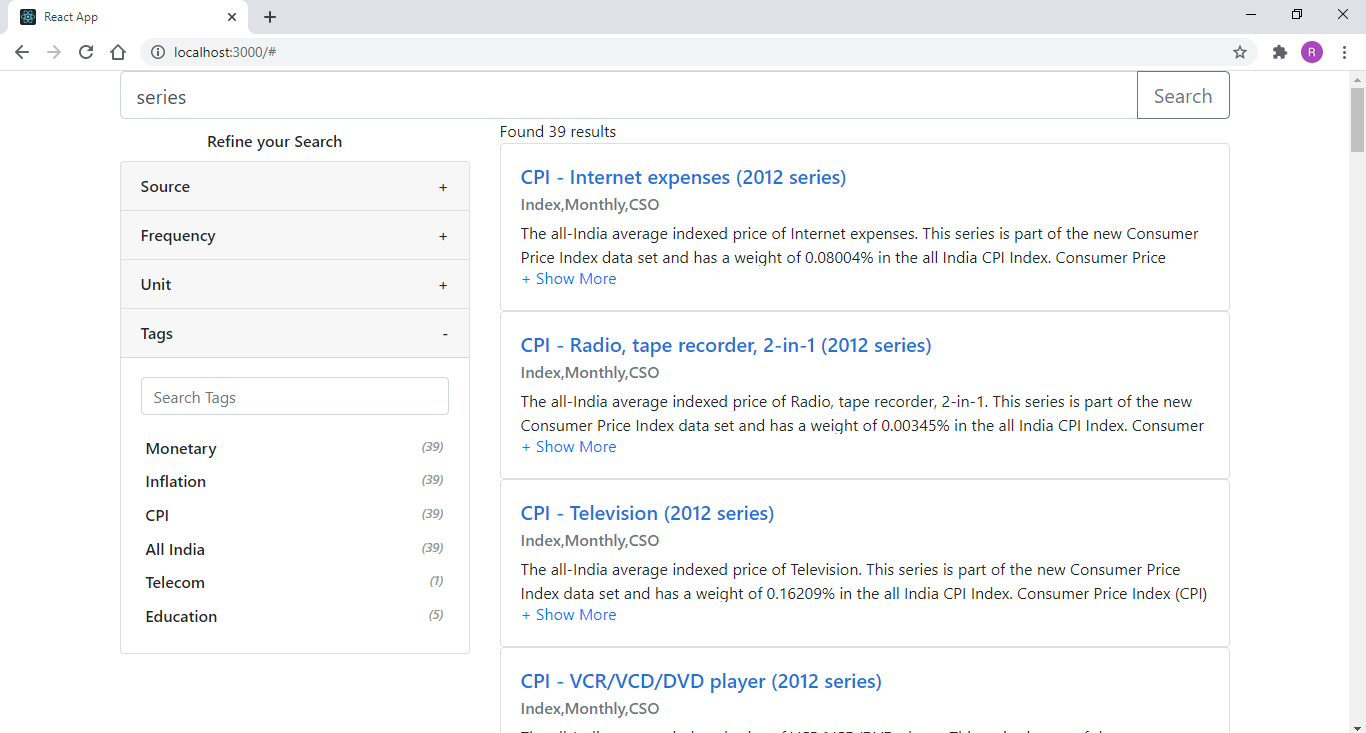 React App
localhost:3000/#
R
series
Search
Refine your Search
Source +
Frequency +
Unit +
Tags -
Search Tags
Monetary (39)
Inflation (39)
CPI (39)
All India (39)
Telecom (1)
Education (5)
Found 39 results
CPI - Internet expenses (2012 series)
Index,Monthly,CSO
The all-India average indexed price of Internet expenses. This series is part of the new Consumer
Price Index data set and has a weight of 0.08004% in the all India CPI Index. Consumer Price
+ Show More
CPI - Radio, tape recorder, 2-in-1 (2012 series)
Index,Monthly,CSO
The all-India average indexed price of Radio, tape recorder, 2-in-1. This series is part of the new
Consumer Price Index data set and has a weight of 0.00345% in the all India CPI Index. Consumer
+ Show More
CPI - Television (2012 series)
Index,Monthly,CSO
The all-India average indexed price of Television. This series is part of the new Consumer Price
Index data set and has a weight of 0.16209% in the all India CPI Index. Consumer Price Index (CPI)
+ Show More
CPI - VCR/VCD/DVD player (2012 series)
Index,Monthly,CSO